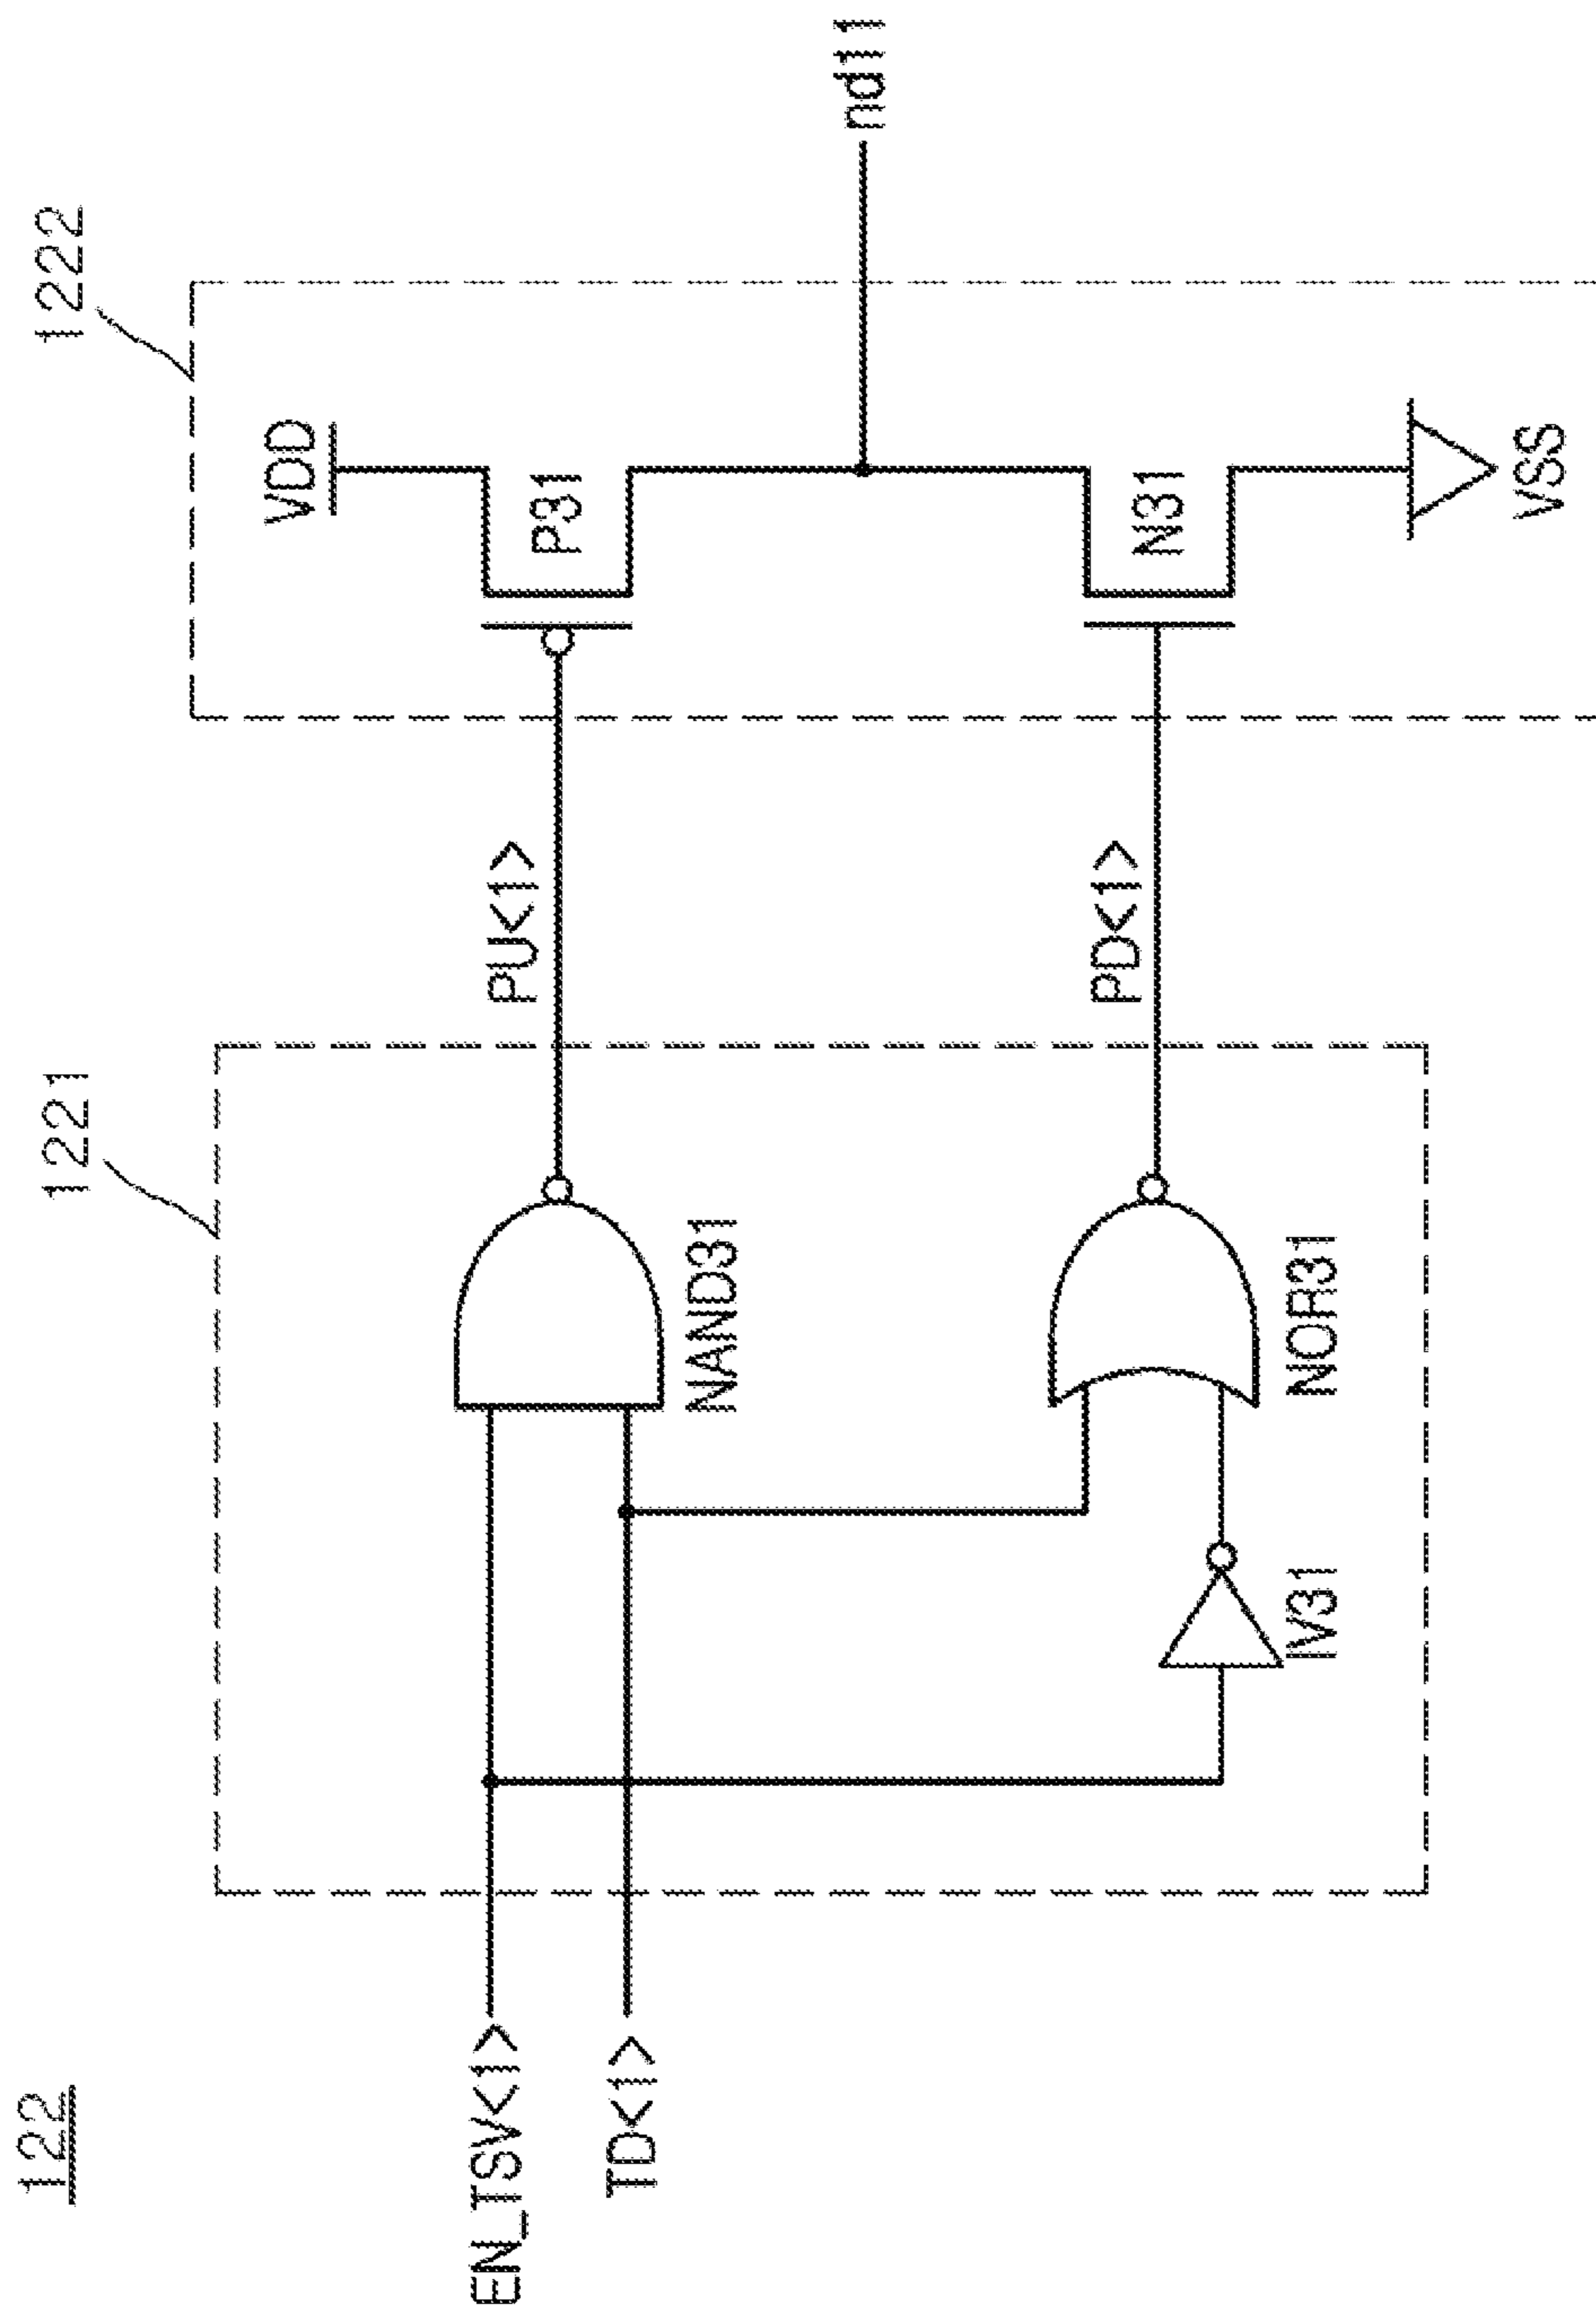 122
1221
1222
EN_TSV<1>
TD<1>
NAND31
IV31
NOR31
PU<1>
PD<1>
VDD
P31
N31
VSS
nd11